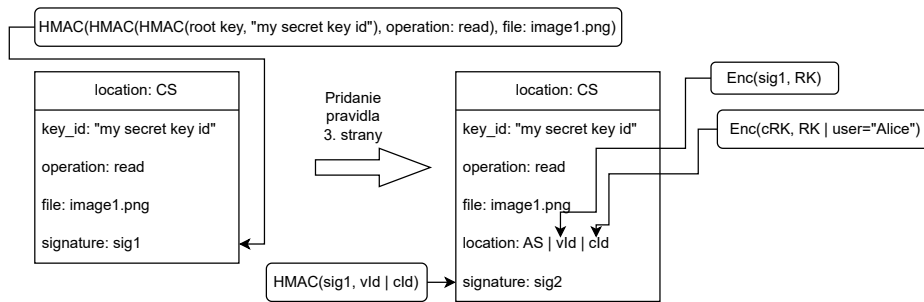 HMAC(HMAC(HMAC(root key, "my secret key id"), operation: read), file: image1.png)
location: CS
key_id: "my secret key id"
operation: read
file: image1.png
signature: sig1
Pridanie
pravidla
3. strany
location: CS
key_id: "my secret key id"
operation: read
file: image1.png
location: AS | vId | cId
signature: sig2
Enc(sig1, RK)
Enc(cRK, RK | user="Alice")
HMAC(sig1, vId | cId)